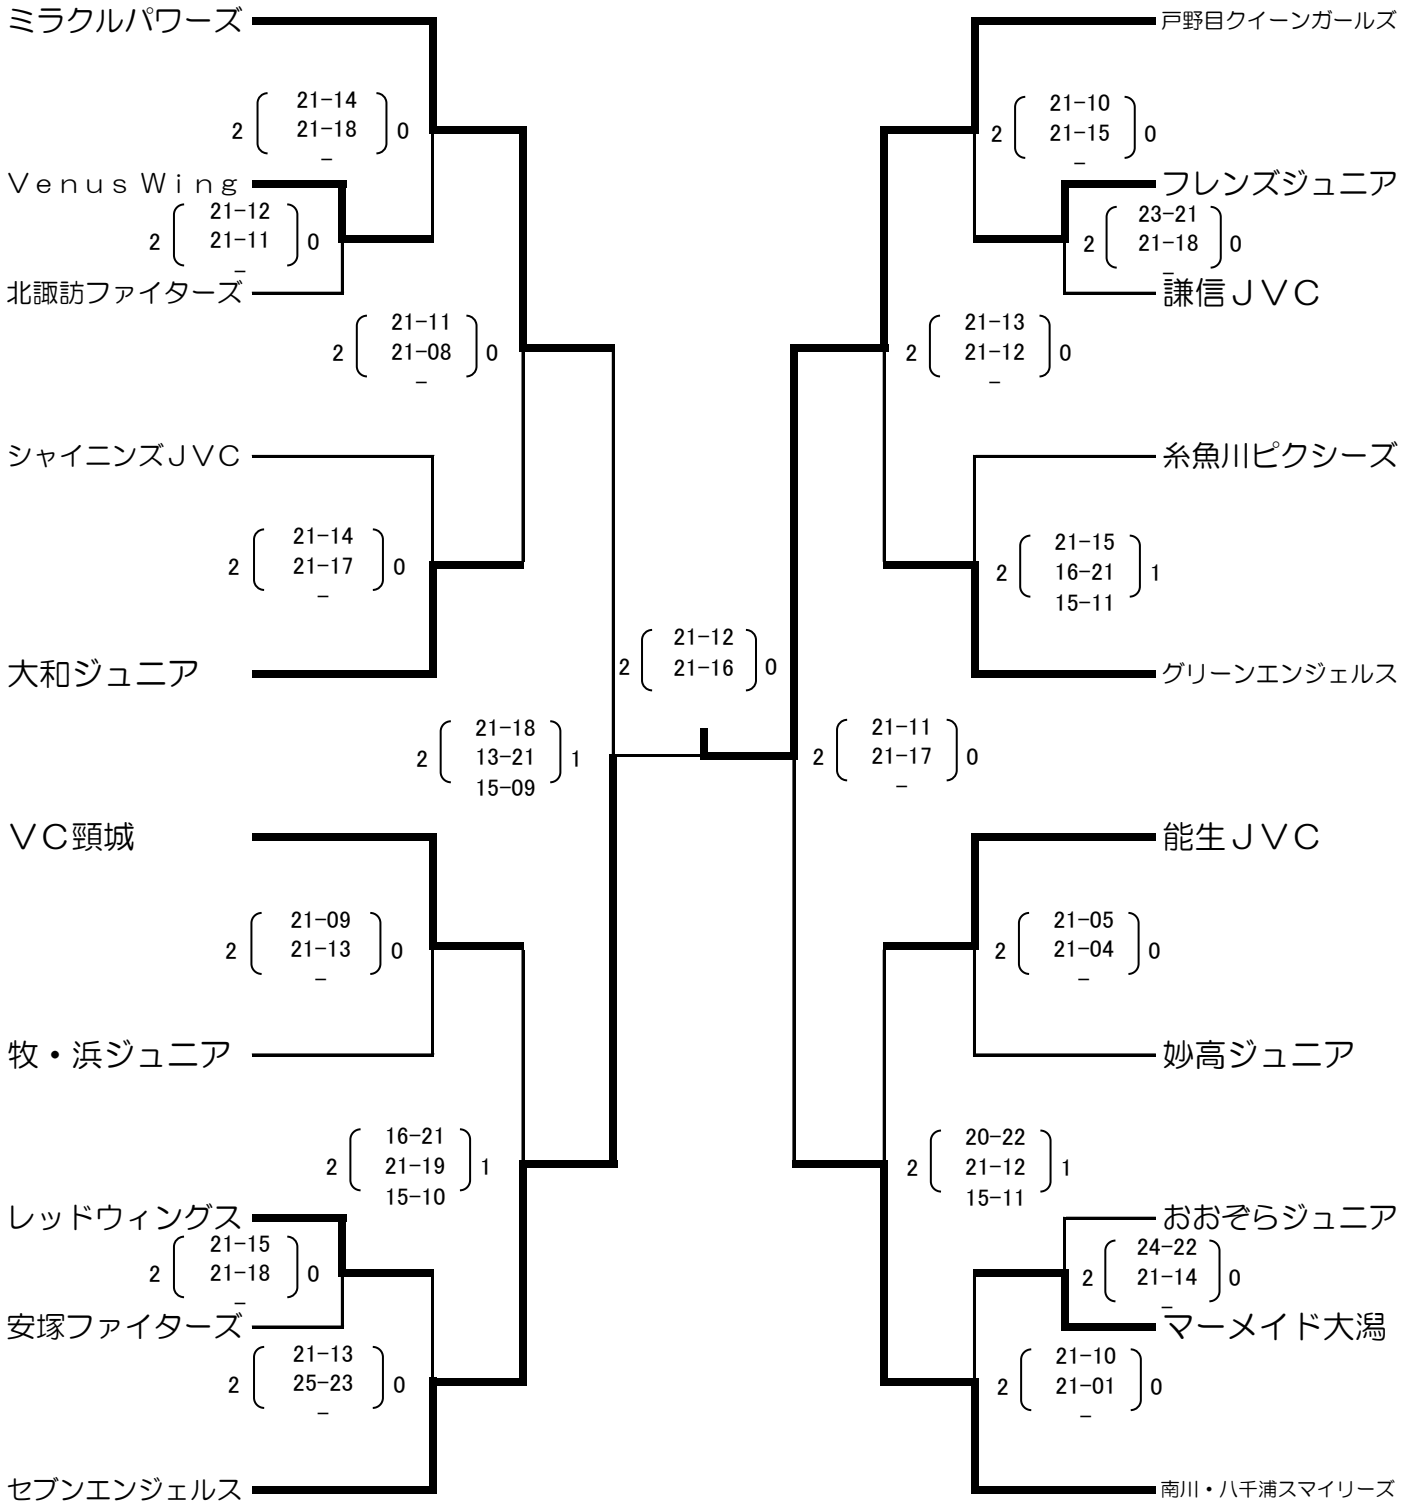 ミラクルパワーズ
戸野目クイーンガールズ
21-14
2 21-18 0
-
21-10
2 21-15 0
-
Venus Wing
フレンズジュニア
21-12
2 21-11 0
-
23-21
2 21-18 0
-
北諏訪ファイターズ
謙信JVC
21-11
2 21-08 0
-
21-13
2 21-12 0
-
シャイニンズJVC
糸魚川ピクシーズ
21-14
2 21-17 0
-
21-15
2 16-21 1
15-11
21-12
2 21-16 0
大和ジュニア
グリーンエンジェルス
21-18
2 13-21 1
15-09
21-11
2 21-17 0
-
VC頸城
能生JVC
21-09
2 21-13 0
-
21-05
2 21-04 0
-
牧・浜ジュニア
妙高ジュニア
16-21
2 21-19 1
15-10
20-22
2 21-12 1
15-11
レッドウィングス
おおぞらジュニア
21-15
2 21-18 0
-
24-22
2 21-14 0
-
安塚ファイターズ
マーメイド大潟
21-13
2 25-23 0
-
21-10
2 21-01 0
-
セブンエンジェルス
南川・八千浦スマイリーズ